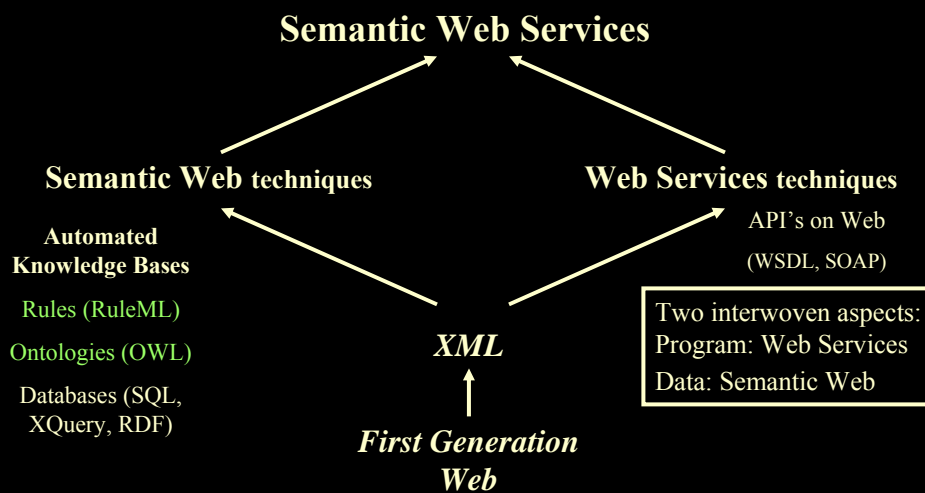 Semantic Web Services
Semantic Web techniques
Web Services techniques
Automated
Knowledge Bases
Rules (RuleML)
Ontologies (OWL)
Databases (SQL,
XQuery, RDF)
API's on Web
(WSDL, SOAP)
Two interwoven aspects:
Program: Web Services
Data: Semantic Web
XML
First Generation
Web